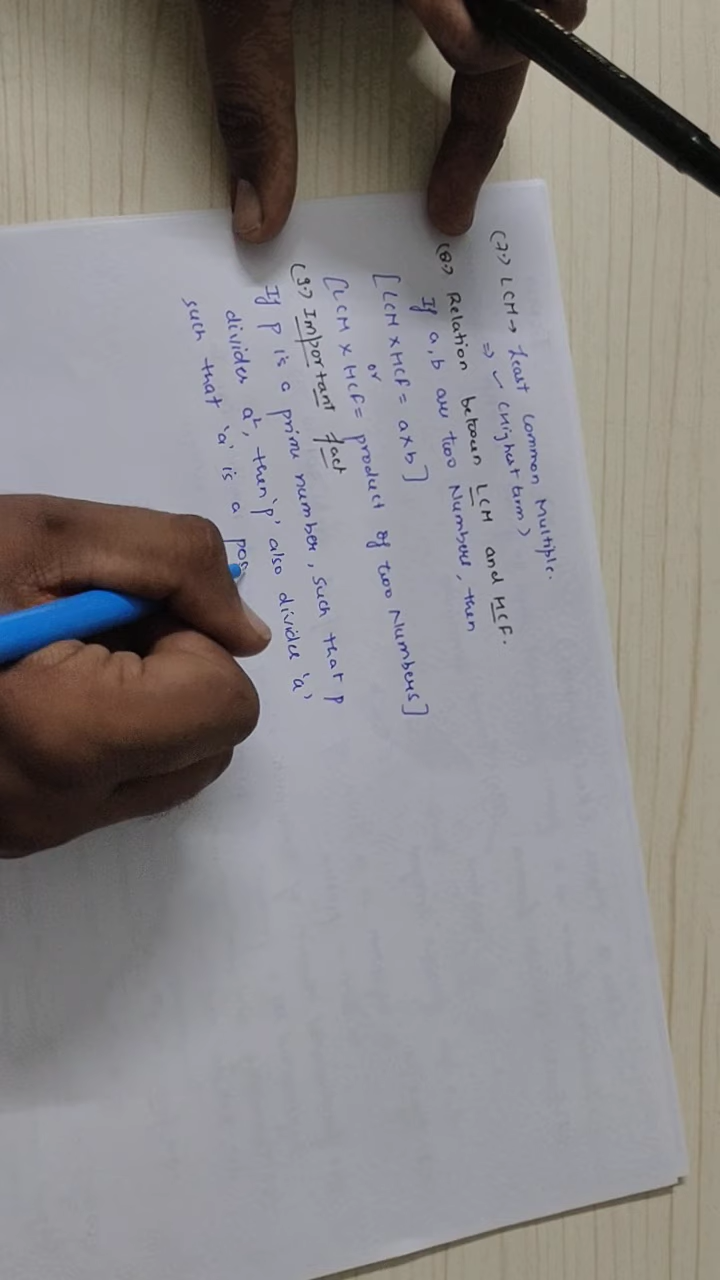 (7.) LCM → Least Common Multiple.
⇒ ✓ (Highest term)
(8) Relation between LCM and HCF.
If a,b are two Numbers, then
[LCM × HCF = a×b]
or
[LCM × HCF = product of two Numbers]
(9.) Important fact
If P is a prime number, such that P
divides a², then 'p' also divides 'a'
such that 'a' is a pos